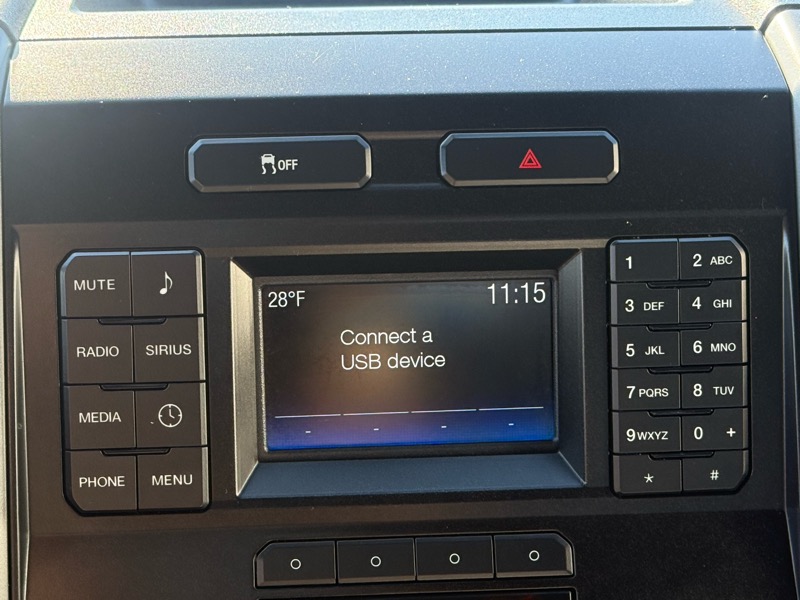 OFF
MUTE
RADIO SIRIUS
MEDIA
PHONE MENU
28°F 11:15
Connect a
USB device
- - - -
1 2 ABC
3 DEF 4 GHI
5 JKL 6 MNO
7 PQRS 8 TUV
9 WXYZ 0 +
* #